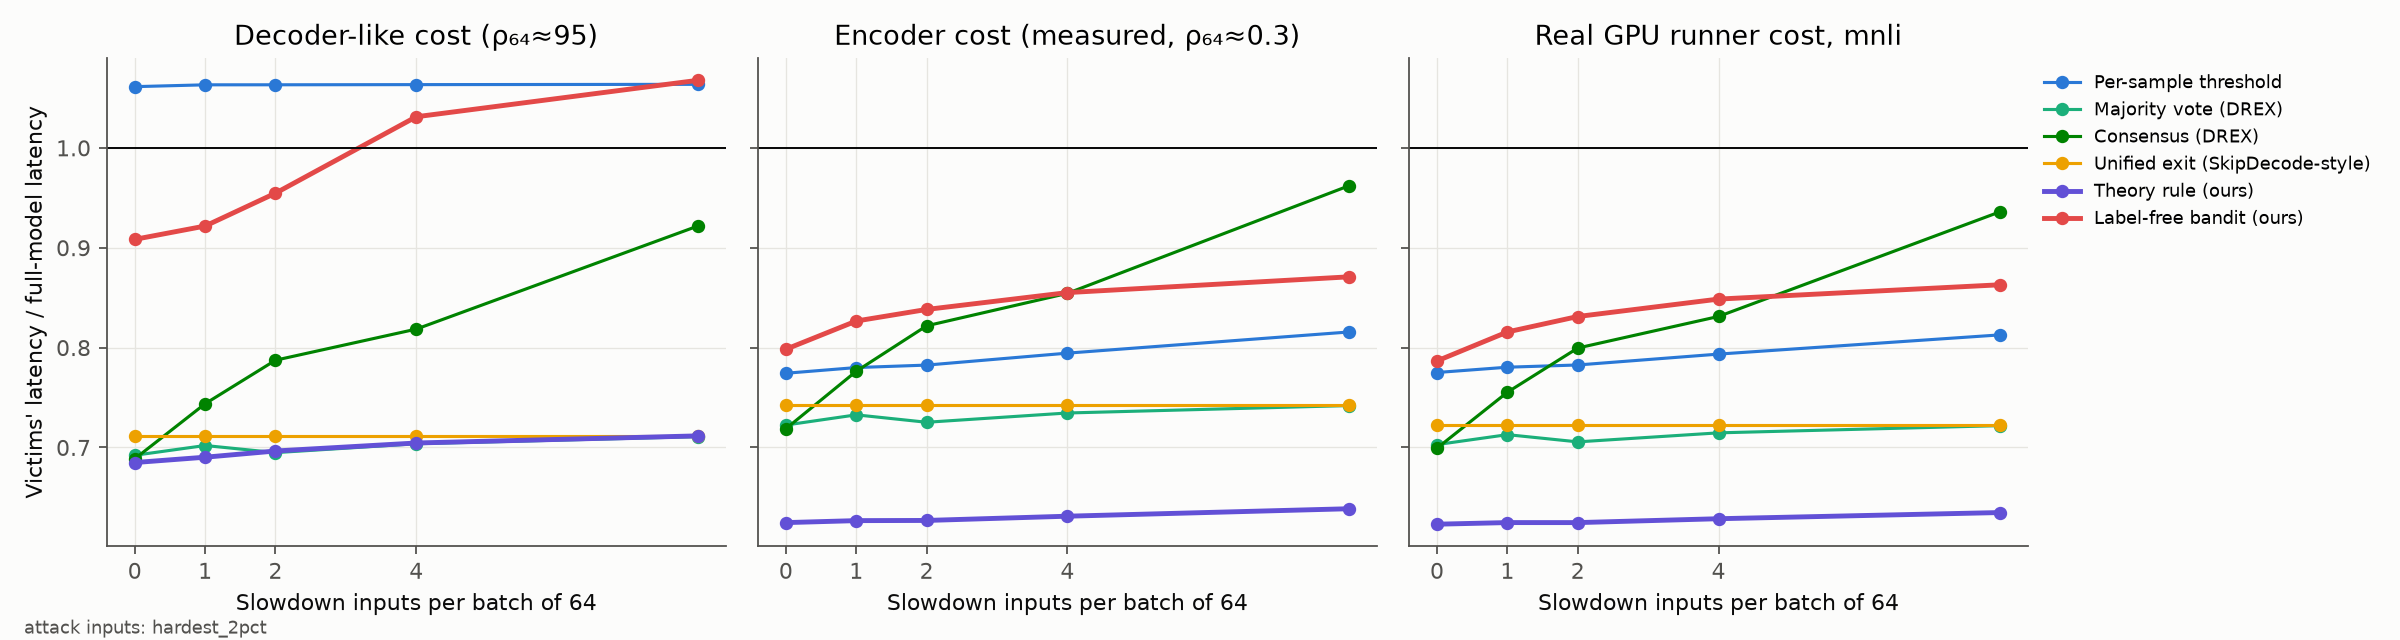 Decoder-like cost (ρ₆₄≈95)
Encoder cost (measured, ρ₆₄≈0.3)
Real GPU runner cost, mnli
Victims' latency / full-model latency
1.0
0.9
0.8
0.7
0 1 2 4
0 1 2 4
0 1 2 4
Slowdown inputs per batch of 64
Slowdown inputs per batch of 64
Slowdown inputs per batch of 64
Per-sample threshold
Majority vote (DREX)
Consensus (DREX)
Unified exit (SkipDecode-style)
Theory rule (ours)
Label-free bandit (ours)
attack inputs: hardest_2pct